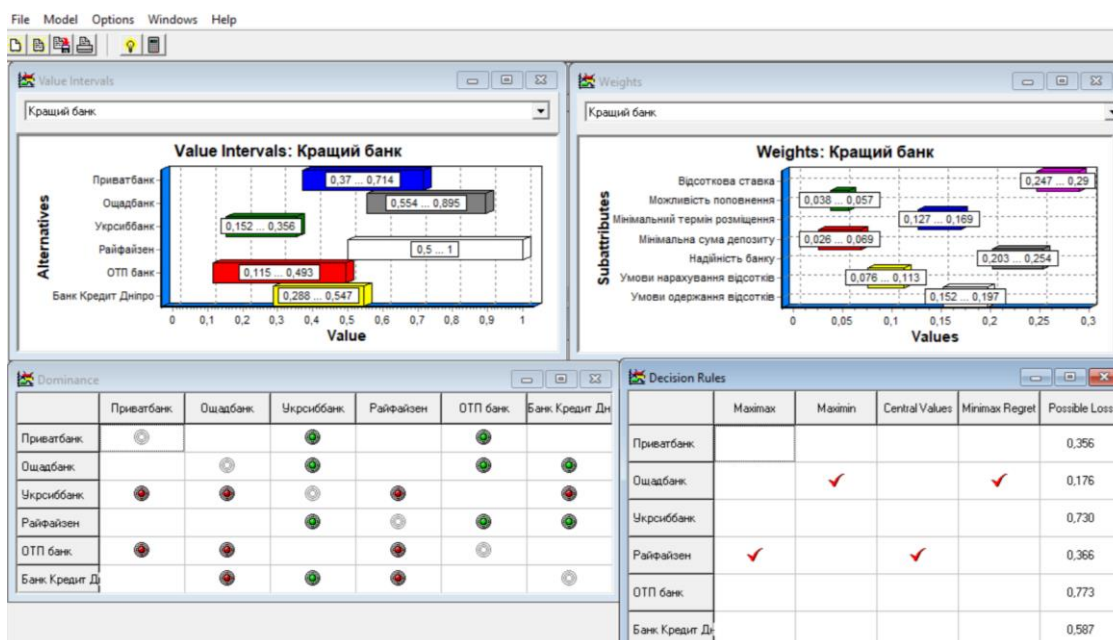 File Model Options Windows Help
Value Intervals
Кращий банк
Value Intervals: Кращий банк
Alternatives
Приватбанк
Ощадбанк
Укрсиббанк
Райфайзен
ОТП банк
Банк Кредит Дніпро
0,37 ... 0,714
0,554 ... 0,895
0,152 ... 0,356
0,5 ... 1
0,115 ... 0,493
0,288 ... 0,547
0 0,1 0,2 0,3 0,4 0,5 0,6 0,7 0,8 0,9 1
Value
Weights
Кращий банк
Weights: Кращий банк
Subattributes
Відсоткова ставка
Можливість поповнення
Мінімальний термін розміщення
Мінімальна сума депозиту
Надійність банку
Умови нарахування відсотків
Умови одержання відсотків
0,247 ... 0,29
0,038 ... 0,057
0,127 ... 0,169
0,026 ... 0,069
0,203 ... 0,254
0,076 ... 0,113
0,152 ... 0,197
0 0,05 0,1 0,15 0,2 0,25 0,3
Values
Dominance
Приватбанк Ощадбанк Укрсиббанк Райфайзен ОТП банк Банк Кредит Дн
Приватбанк
Ощадбанк
Укрсиббанк
Райфайзен
ОТП банк
Банк Кредит Д
Decision Rules
Maximax Maximin Central Values Minimax Regret Possible Loss
Приватбанк 0,356
Ощадбанк 0,176
Укрсиббанк 0,730
Райфайзен 0,366
ОТП банк 0,773
Банк Кредит Дн 0,587